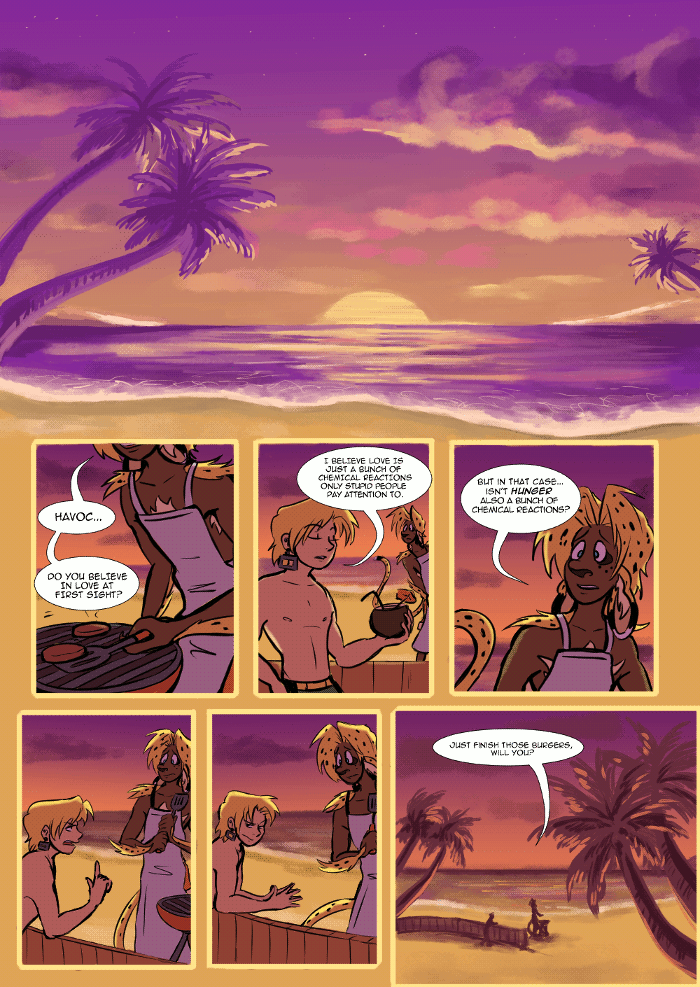 HAVOC...
DO YOU BELIEVE
IN LOVE AT
FIRST SIGHT?
I BELIEVE LOVE IS
JUST A BUNCH OF
CHEMICAL REACTIONS
ONLY STUPID PEOPLE
PAY ATTENTION TO.
BUT IN THAT CASE...
ISN'T HUNGER
ALSO A BUNCH OF
CHEMICAL REACTIONS?
JUST FINISH THOSE BURGERS,
WILL YOU?